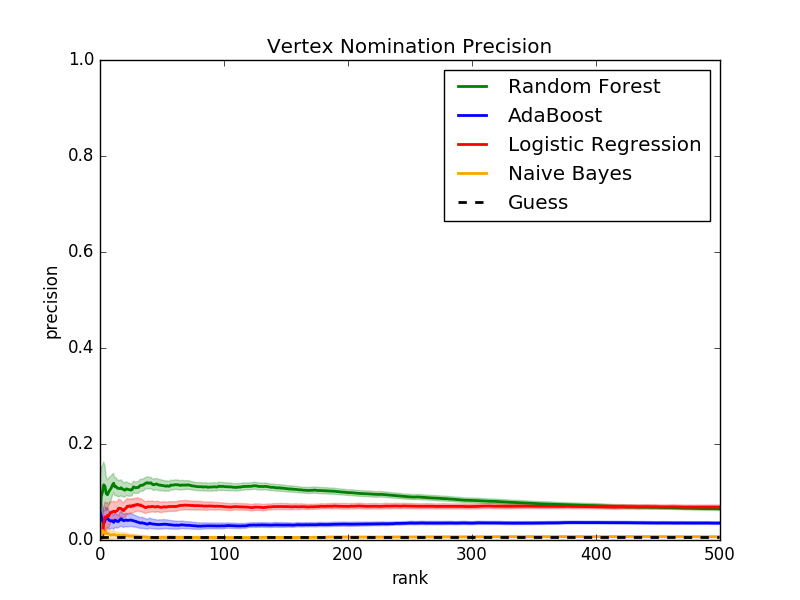 Vertex Nomination Precision
1.0
0.8
0.6
0.4
0.2
0.0
precision
Random Forest
AdaBoost
Logistic Regression
Naive Bayes
Guess
0 100 200 300 400 500
rank